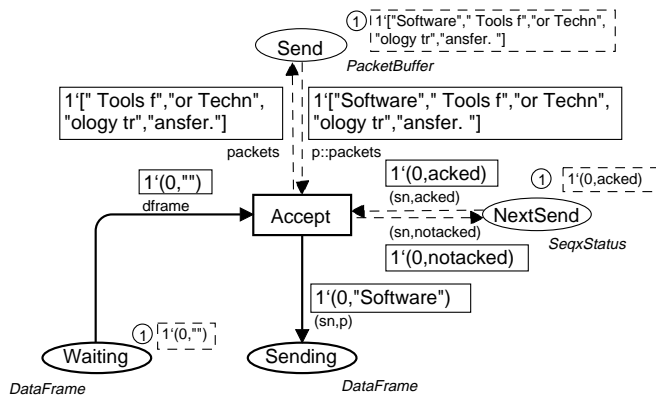 1 1‘["Software"," Tools f","or Techn",
"ology tr","ansfer. "]
Send
PacketBuffer
1‘[" Tools f","or Techn",
"ology tr","ansfer."]
1‘["Software"," Tools f","or Techn",
"ology tr","ansfer. "]
packets
p::packets
1‘(0,"")
dframe
Accept
1‘(0,acked)
(sn,acked)
1 1‘(0,acked)
NextSend
(sn,notacked)
SeqxStatus
1‘(0,notacked)
1‘(0,"Software")
(sn,p)
1 1‘(0,"")
Waiting
DataFrame
Sending
DataFrame